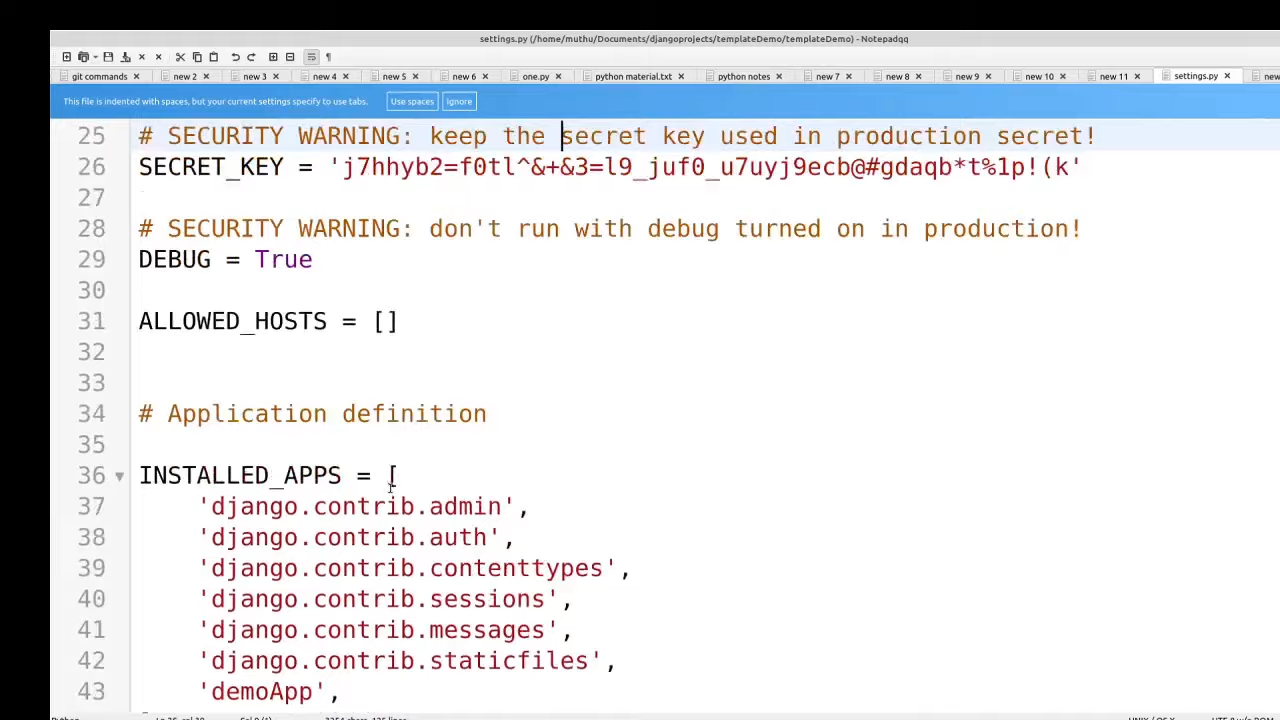 settings.py (/home/muthu/Documents/djangoprojects/templateDemo/templateDemo) - Notepadqq
git commands new 2 new 3 new 4 new 5 new 6 one.py python material.txt python notes new 7 new 8 new 9 new 10 new 11 settings.py new
This file is indented with spaces, but your current settings specify to use tabs. Use spaces Ignore
25 # SECURITY WARNING: keep the secret key used in production secret!
26 SECRET_KEY = 'j7hhyb2=f0tl^&+&3=l9_juf0_u7uyj9ecb@#gdaqb*t%1p!(k'
27
28 # SECURITY WARNING: don't run with debug turned on in production!
29 DEBUG = True
30
31 ALLOWED_HOSTS = []
32
33
34 # Application definition
35
36 INSTALLED_APPS = [
37 'django.contrib.admin',
38 'django.contrib.auth',
39 'django.contrib.contenttypes',
40 'django.contrib.sessions',
41 'django.contrib.messages',
42 'django.contrib.staticfiles',
43 'demoApp',